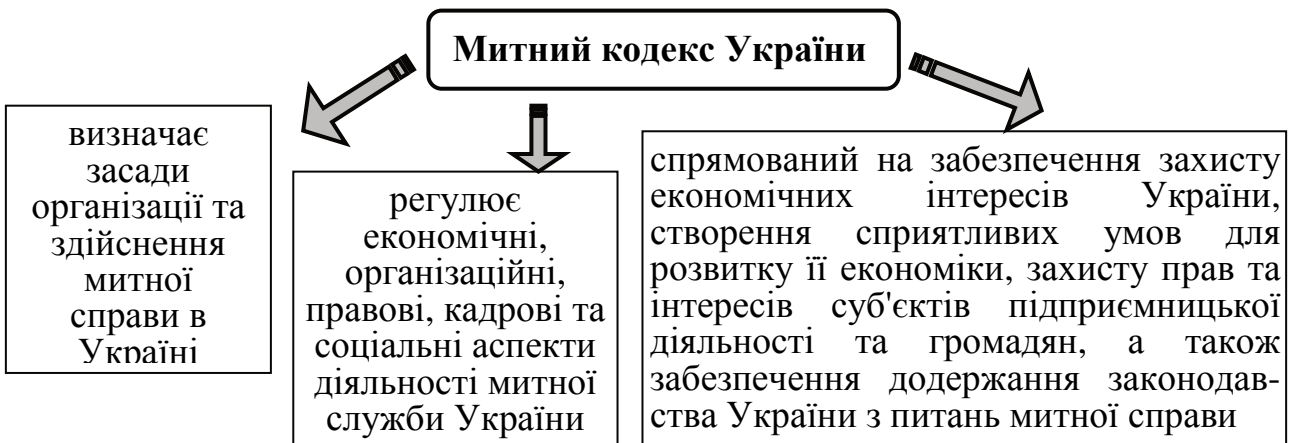 Митний кодекс України
визначає
засади
організації та
здійснення
митної
справи в
Україні
регулює
економічні,
організаційні,
правові, кадрові та
соціальні аспекти
діяльності митної
служби України
спрямований на забезпечення захисту
економічних інтересів України,
створення сприятливих умов для
розвитку її економіки, захисту прав та
інтересів суб'єктів підприємницької
діяльності та громадян, а також
забезпечення додержання законодав-
ства України з питань митної справи